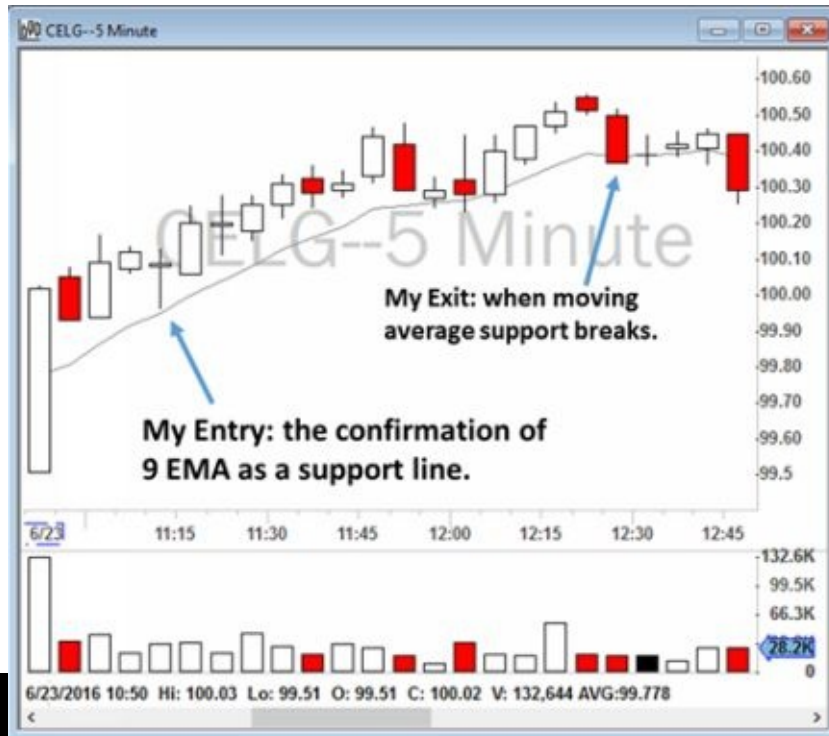 CELG--5 Minute
100.60
100.50
100.40
100.30
100.20
CELG--5 Minute
100.10
My Exit: when moving
100.00
average support breaks.
99.90
99.80
99.70
My Entry: the confirmation of
99.60
9 EMA as a support line.
99.5
6/23 11:15 11:30 11:45 12:00 12:15 12:30 12:45
132.6K
99.5K
66.3K
28.2K
0
6/23/2016 10:50 Hi: 100.03 Lo: 99.51 O: 99.51 C: 100.02 V: 132,644 AVG:99.778